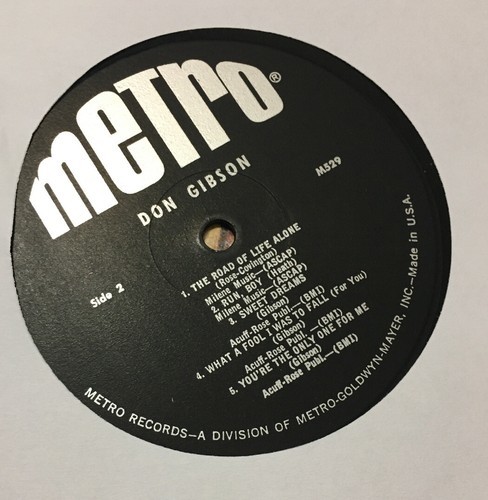 metro®
DON GIBSON
M529
Side 2
1. THE ROAD OF LIFE ALONE
(Rose-Covington)
Milene Music—(ASCAP)
2. RUN, BOY (Heath)
Milene Music—(ASCAP)
3. SWEET DREAMS
(Gibson)
Acuff-Rose Publ.—(BMI)
4. WHAT A FOOL I WAS TO FALL (For You)
(Gibson)
Acuff-Rose Publ.—(BMI)
5. YOU'RE THE ONLY ONE FOR ME
(Gibson)
Acuff-Rose Publ.—(BMI)
METRO RECORDS—A DIVISION OF METRO-GOLDWYN-MAYER, INC.—Made in U.S.A.